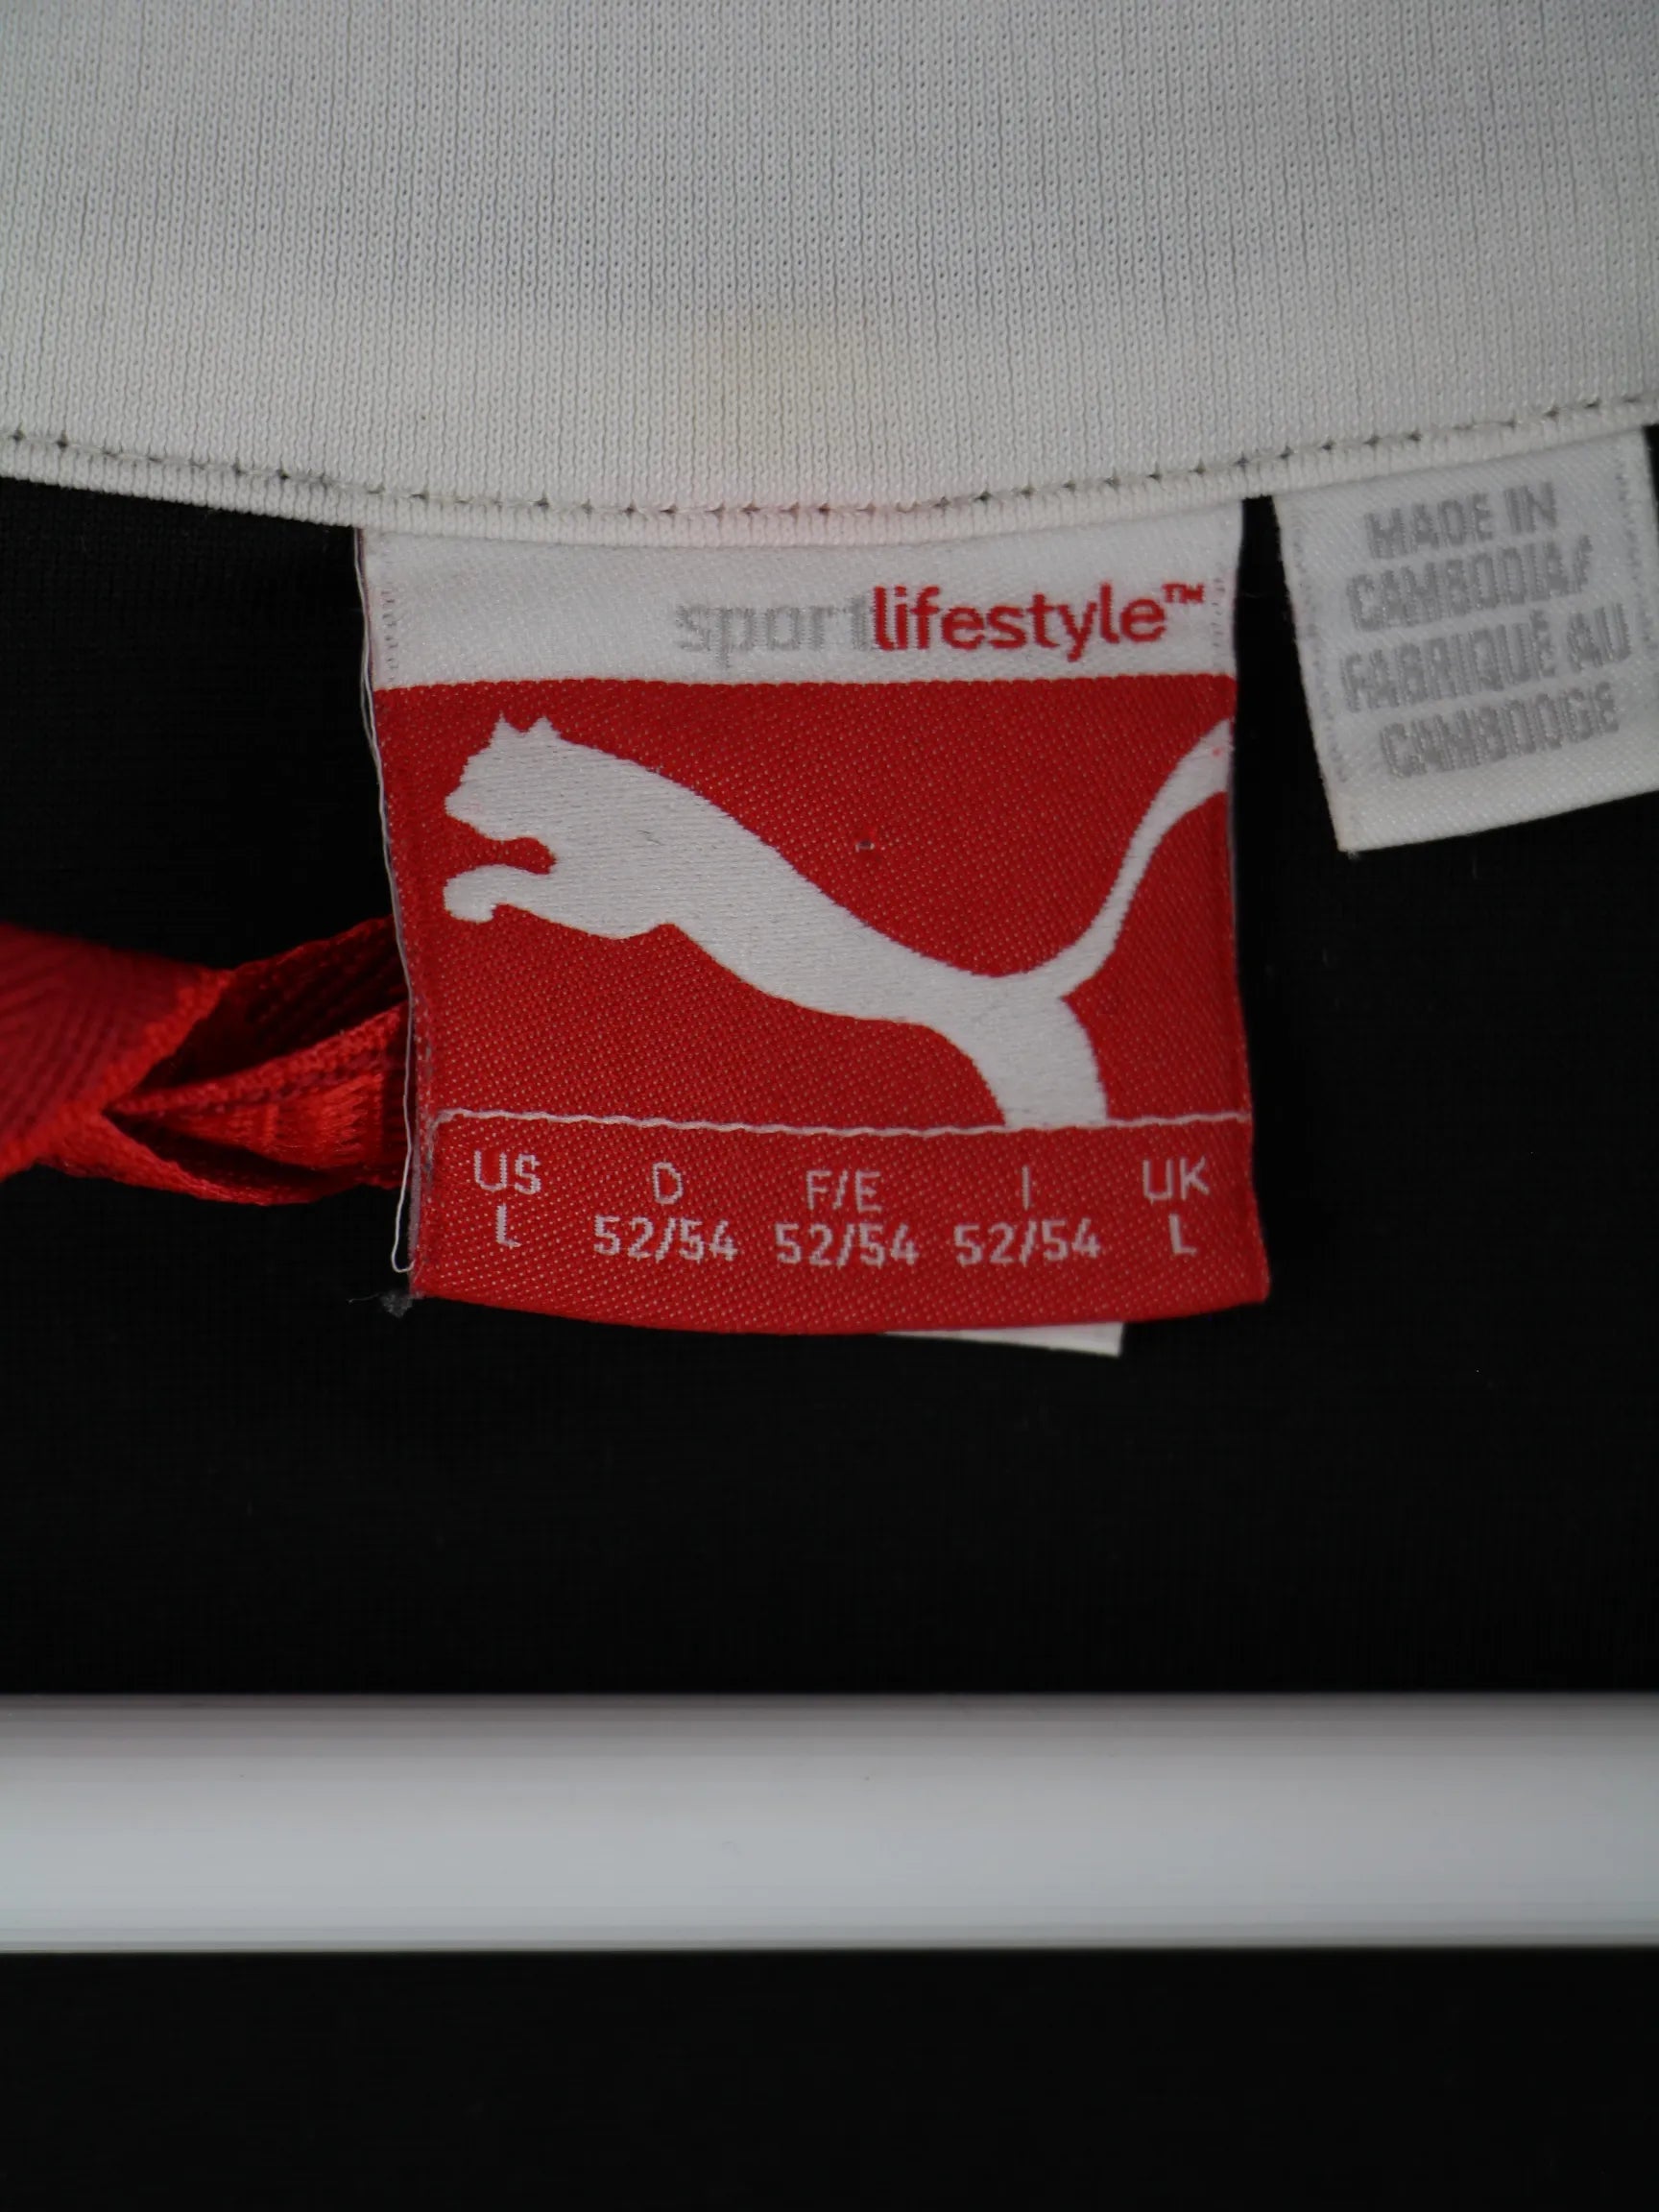 sportlifestyle™
US D F/E I UK
L 52/54 52/54 52/54 L
MADE IN
CAMBODIA/
FABRIQUÉ AU
CAMBODGE